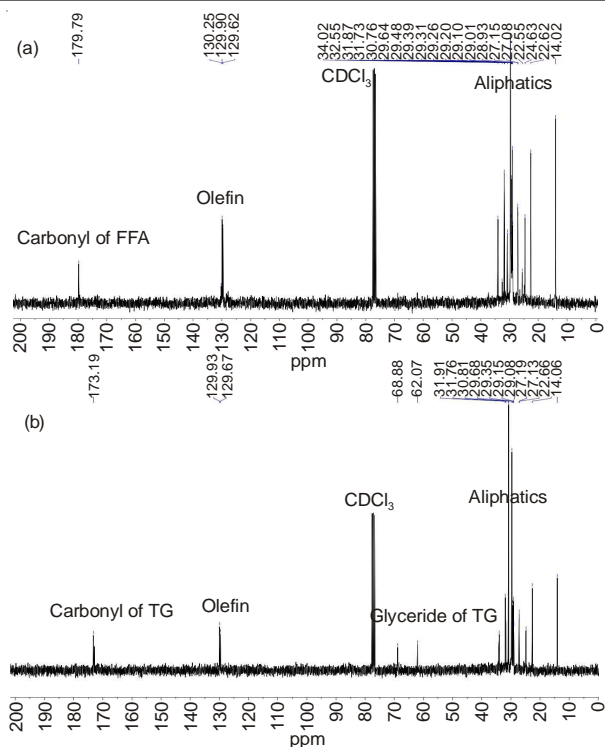 (a)
179.79
130.25
129.90
129.62
34.02
32.55
31.87
31.73
30.76
29.64
29.48
29.39
29.31
29.26
29.20
29.10
29.01
28.93
27.15
27.08
22.55
24.63
22.62
14.02
CDCl3
Aliphatics
Olefin
Carbonyl of FFA
200 190 180 170 160 150 140 130 120 110 100 90 80 70 60 50 40 30 20 10 0
ppm
(b)
173.19
129.93
129.67
68.88
62.07
31.91
31.76
30.81
29.68
29.35
29.15
29.08
27.19
27.13
22.66
14.06
CDCl3
Aliphatics
Carbonyl of TG
Olefin
Glyceride of TG
200 190 180 170 160 150 140 130 120 110 100 90 80 70 60 50 40 30 20 10 0
ppm